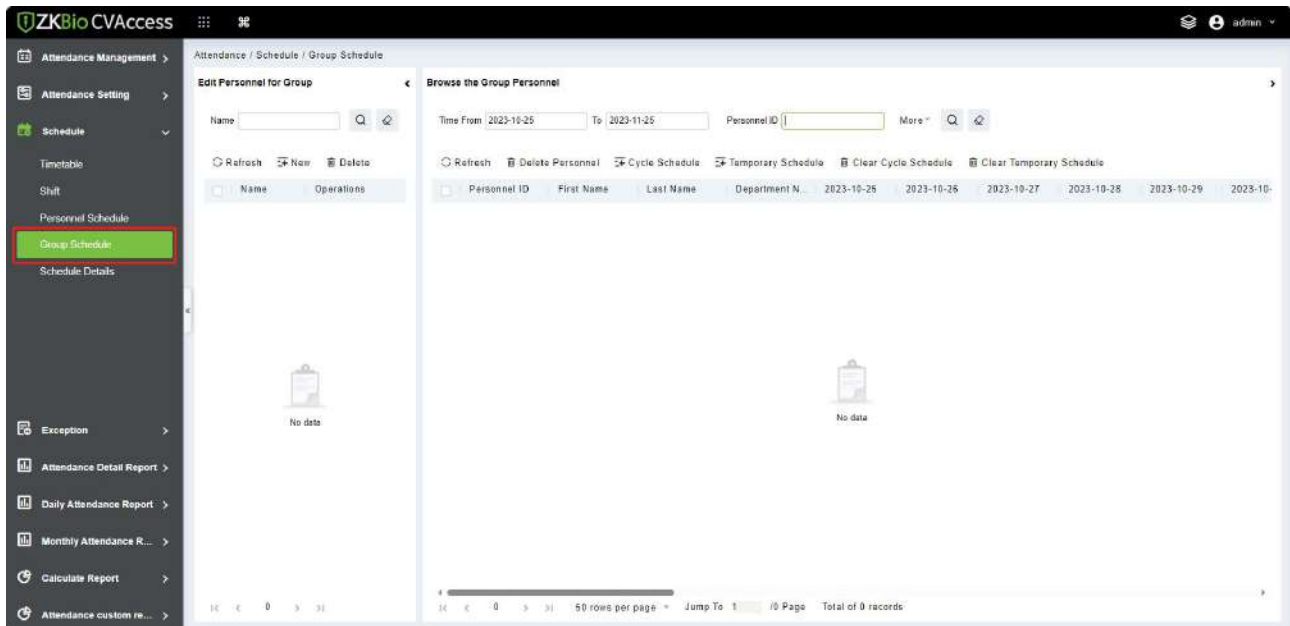 ZKBio CVAccess
admin
Attendance Management
Attendance Setting
Schedule
Timetable
Shift
Personnel Schedule
Group Schedule
Schedule Details
Exception
Attendance Detail Report
Daily Attendance Report
Monthly Attendance R...
Calculate Report
Attendance custom re...
Attendance / Schedule / Group Schedule
Edit Personnel for Group
Name
Refresh New Delete
Name Operations
No data
0
Browse the Group Personnel
Time From 2023-10-25 To 2023-11-25 Personnel ID More
Refresh Delete Personnel Cycle Schedule Temporary Schedule Clear Cycle Schedule Clear Temporary Schedule
Personnel ID First Name Last Name Department N... 2023-10-25 2023-10-26 2023-10-27 2023-10-28 2023-10-29 2023-10-
No data
0 50 rows per page Jump To 1 /0 Page Total of 0 records